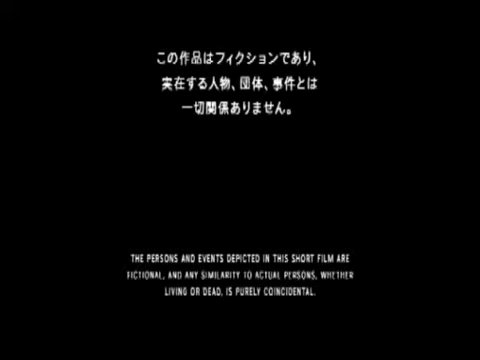 この作品はフィクションであり、
実在する人物、団体、事件とは
一切関係ありません。
THE PERSONS AND EVENTS DEPICTED IN THIS SHORT FILM ARE
FICTIONAL, AND ANY SIMILARITY TO ACTUAL PERSONS, WHETHER
LIVING OR DEAD, IS PURELY COINCIDENTAL.